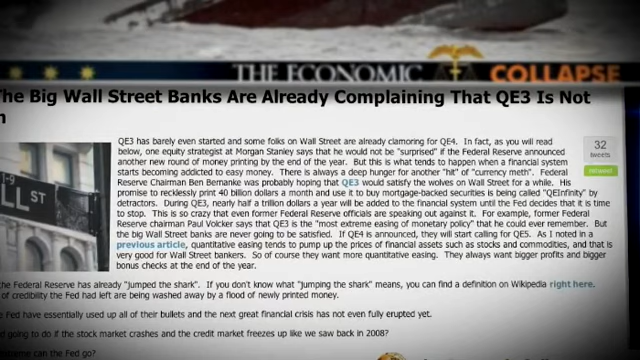 THE ECONOMIC COLLAPSE
The Big Wall Street Banks Are Already Complaining That QE3 Is Not
n
QE3 has barely even started and some folks on Wall Street are already clamoring for QE4. In fact, as you will read
below, one equity strategist at Morgan Stanley says that he would not be "surprised" if the Federal Reserve announced
another new round of money printing by the end of the year. But this is what tends to happen when a financial system
starts becoming addicted to easy money. There is always a deep hunger for another "hit" of "currency meth". Federal
Reserve Chairman Ben Bernanke was probably hoping that QE3 would satisfy the wolves on Wall Street for a while. His
promise to recklessly print 40 billion dollars a month and use it to buy mortgage-backed securities is being called "QEinfinity" by
detractors. During QE3, nearly half a trillion dollars a year will be added to the financial system until the Fed decides that it is time
to stop. This is so crazy that even former Federal Reserve officials are speaking out against it. For example, former Federal
Reserve chairman Paul Volcker says that QE3 is the "most extreme easing of monetary policy" that he could ever remember. But
the big Wall Street banks are never going to be satisfied. If QE4 is announced, they will start calling for QE5. As I noted in a
previous article, quantitative easing tends to pump up the prices of financial assets such as stocks and commodities, and that is
very good for Wall Street bankers. So of course they want more quantitative easing. They always want bigger profits and bigger
bonus checks at the end of the year.
32
tweets
retweet
1-9
LL ST
the Federal Reserve has already "jumped the shark". If you don't know what "jumping the shark" means, you can find a definition on Wikipedia right here.
of credibility the Fed had left are being washed away by a flood of newly printed money.
Fed have essentially used up all of their bullets and the next great financial crisis has not even fully erupted yet.
going to do if the stock market crashes and the credit market freezes up like we saw back in 2008?
can the Fed go?